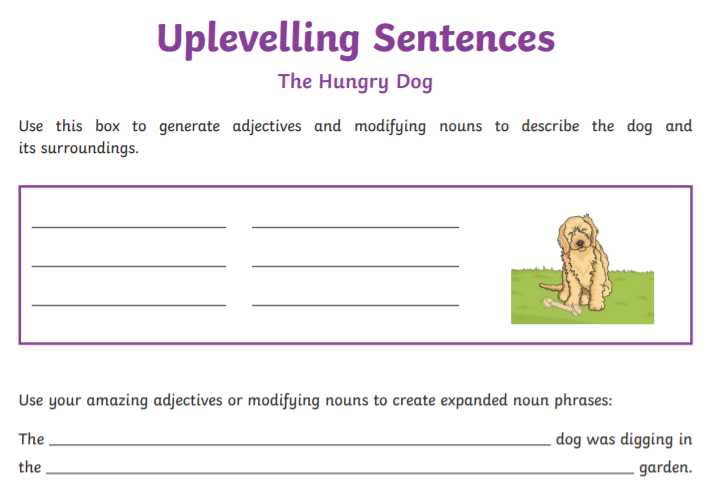 Uplevelling Sentences
The Hungry Dog
Use this box to generate adjectives and modifying nouns to describe the dog and
its surroundings.
Use your amazing adjectives or modifying nouns to create expanded noun phrases:
The ______ dog was digging in
the ______ garden.